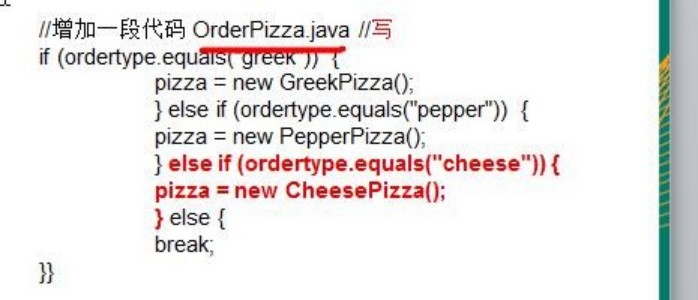 //增加一段代码 OrderPizza.java //写
if (ordertype.equals("greek")) {
pizza = new GreekPizza();
} else if (ordertype.equals("pepper")) {
pizza = new PepperPizza();
} else if (ordertype.equals("cheese")) {
pizza = new CheesePizza();
} else {
break;
}}